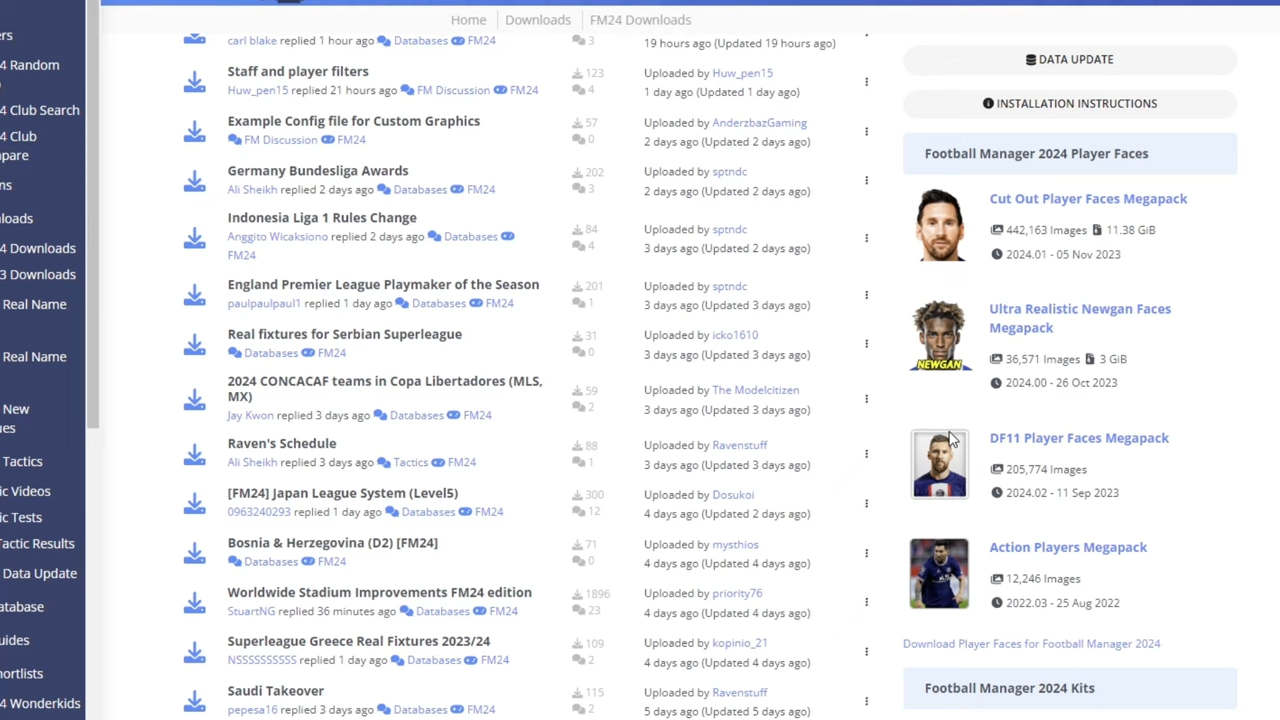 Home
Downloads
FM24 Downloads
ers
4 Random
)
4 Club Search
4 Club
npare
ns
nloads
4 Downloads
3 Downloads
Real Name
Real Name
New
ues
Tactics
ic Videos
ic Tests
Tactic Results
Data Update
atabase
uides
hortlists
4 Wonderkids
carl blake replied 1 hour ago Databases FM24
3
19 hours ago (Updated 19 hours ago)
Staff and player filters
Huw_pen15 replied 21 hours ago FM Discussion FM24
123
4
Uploaded by Huw_pen15
1 day ago (Updated 1 day ago)
Example Config file for Custom Graphics
FM Discussion FM24
57
0
Uploaded by AnderzbazGaming
2 days ago (Updated 2 days ago)
Germany Bundesliga Awards
Ali Sheikh replied 2 days ago Databases FM24
202
3
Uploaded by sptndc
2 days ago (Updated 2 days ago)
Indonesia Liga 1 Rules Change
Anggito Wicaksiono replied 2 days ago Databases
FM24
84
4
Uploaded by sptndc
3 days ago (Updated 2 days ago)
England Premier League Playmaker of the Season
paulpaulpaul1 replied 1 day ago Databases FM24
201
1
Uploaded by sptndc
3 days ago (Updated 3 days ago)
Real fixtures for Serbian Superleague
Databases FM24
31
0
Uploaded by icko1610
3 days ago (Updated 3 days ago)
2024 CONCACAF teams in Copa Libertadores (MLS,
MX)
Jay Kwon replied 3 days ago Databases FM24
59
2
Uploaded by The Modelcitizen
3 days ago (Updated 3 days ago)
Raven's Schedule
Ali Sheikh replied 3 days ago Tactics FM24
88
1
Uploaded by Ravenstuff
3 days ago (Updated 3 days ago)
[FM24] Japan League System (Level5)
0963240293 replied 1 day ago Databases FM24
300
12
Uploaded by Dosukoi
4 days ago (Updated 2 days ago)
Bosnia & Herzegovina (D2) [FM24]
Databases FM24
71
0
Uploaded by mysthios
4 days ago (Updated 4 days ago)
Worldwide Stadium Improvements FM24 edition
StuartNG replied 36 minutes ago Databases FM24
1896
23
Uploaded by priority76
4 days ago (Updated 4 days ago)
Superleague Greece Real Fixtures 2023/24
NSSSSSSSSS replied 1 day ago Databases FM24
109
2
Uploaded by kopinio_21
4 days ago (Updated 4 days ago)
Saudi Takeover
pepesa16 replied 3 days ago Databases FM24
115
2
Uploaded by Ravenstuff
5 days ago (Updated 5 days ago)
DATA UPDATE
INSTALLATION INSTRUCTIONS
Football Manager 2024 Player Faces
Cut Out Player Faces Megapack
442,163 Images 11.38 GiB
2024.01 - 05 Nov 2023
NEWGAN
Ultra Realistic Newgan Faces
Megapack
36,571 Images 3 GiB
2024.00 - 26 Oct 2023
DF11 Player Faces Megapack
205,774 Images
2024.02 - 11 Sep 2023
Action Players Megapack
12,246 Images
2022.03 - 25 Aug 2022
Download Player Faces for Football Manager 2024
Football Manager 2024 Kits